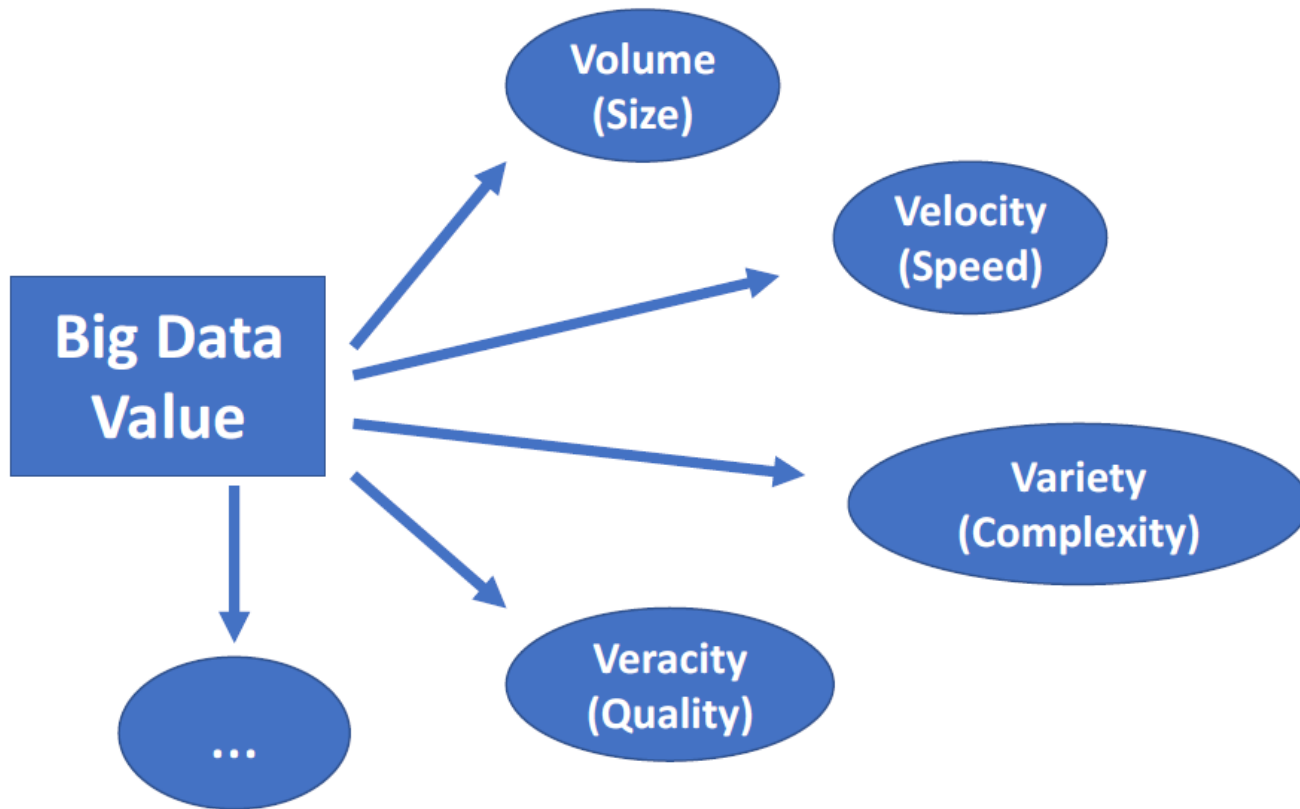 Volume
(Size)
Velocity
(Speed)
Big Data
Value
Variety
(Complexity)
Veracity
(Quality)
...